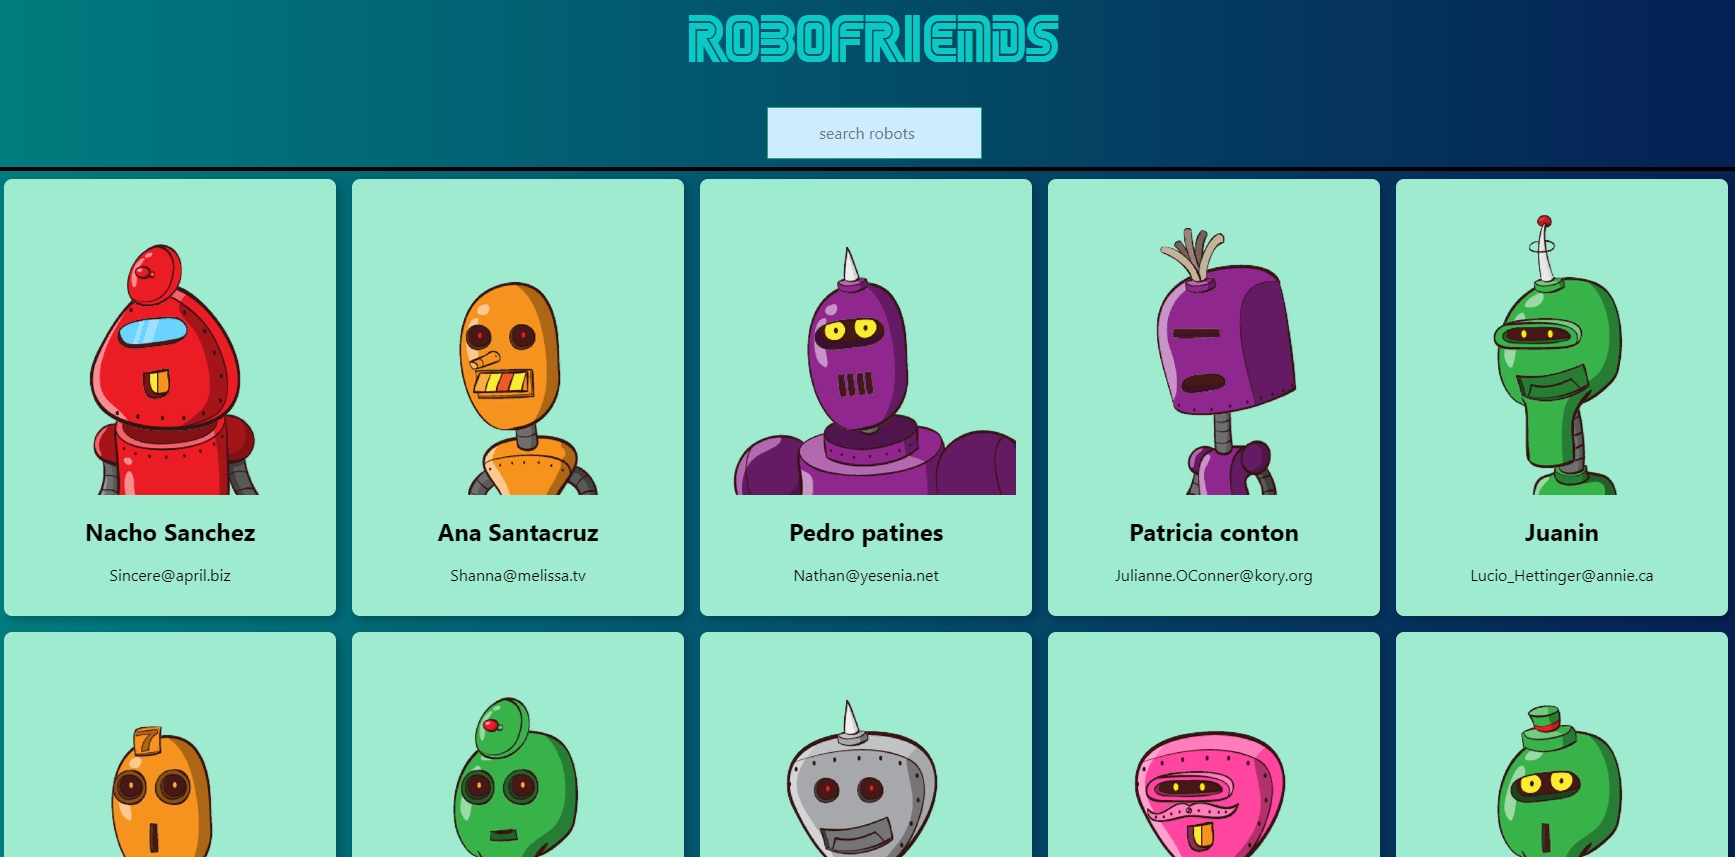 ROBOFRIENDS
search robots
Nacho Sanchez
Sincere@april.biz
Ana Santacruz
Shanna@melissa.tv
Pedro patines
Nathan@yesenia.net
Patricia conton
Julianne.OConner@kory.org
Juanin
Lucio_Hettinger@annie.ca
7